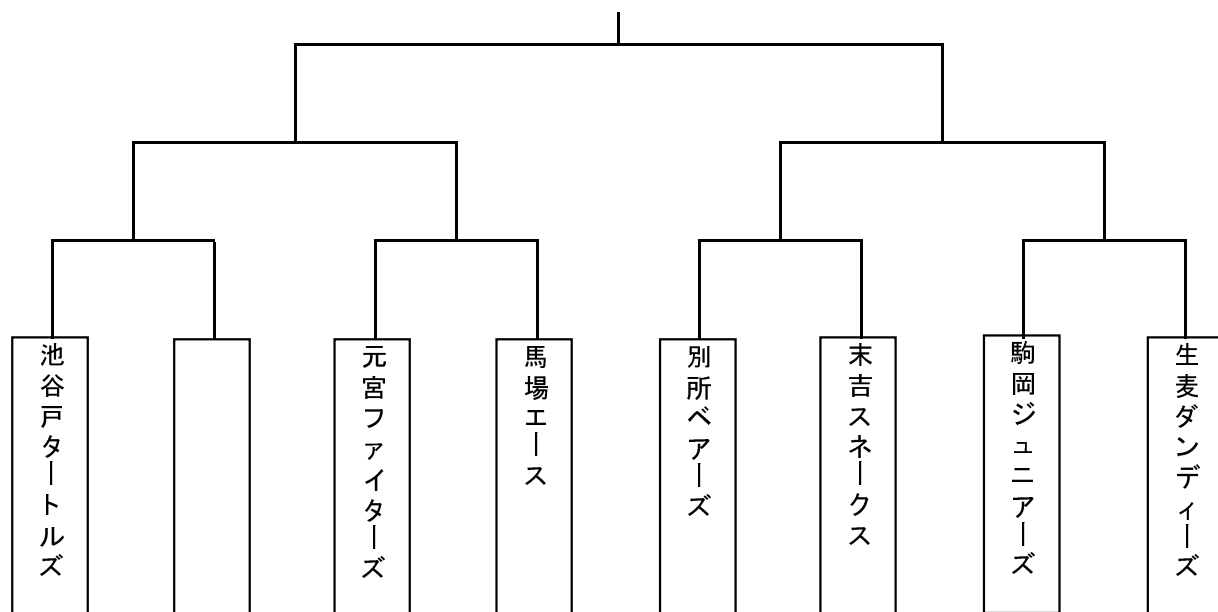 池谷戸タートルズ
元宮ファイターズ
馬場エース
別所ベアーズ
末吉スネークス
駒岡ジュニアーズ
生麦ダンディーズ